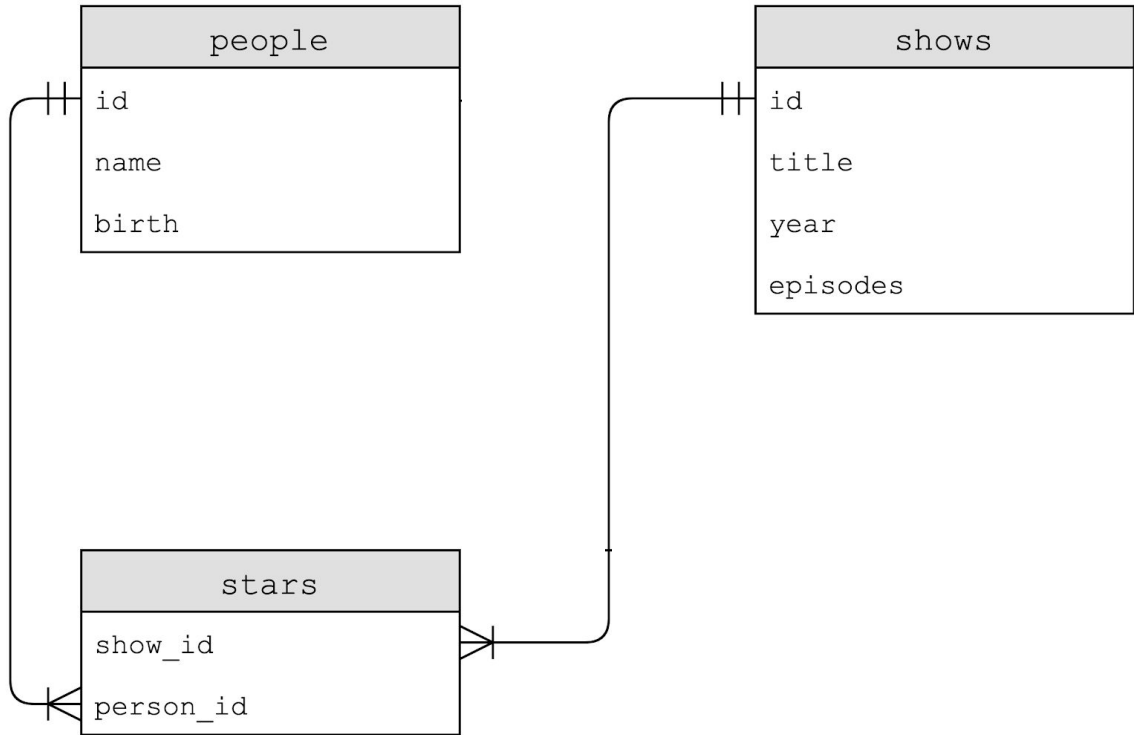 people
id
name
birth
shows
id
title
year
episodes
stars
show_id
person_id